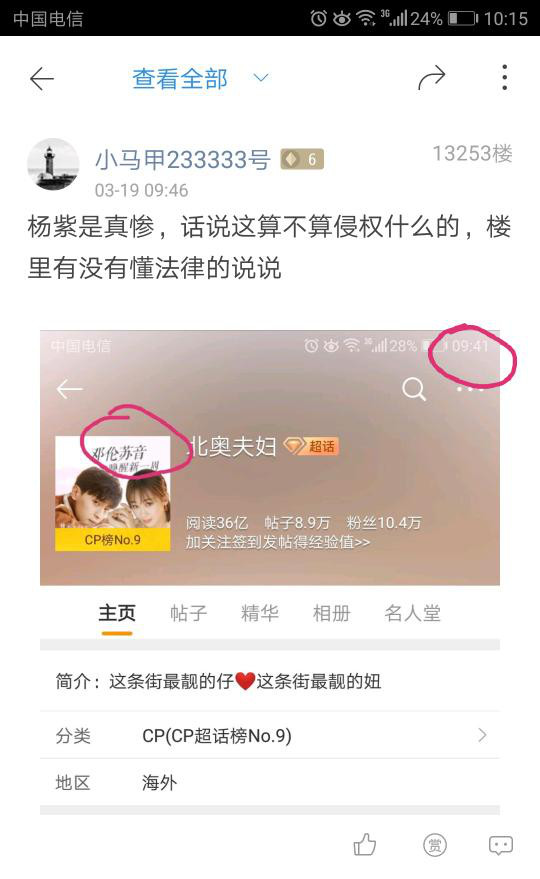 中国电信 3G 24% 10:15
查看全部
小马甲233333号 6 13253楼
03-19 09:46
杨紫是真惨，话说这算不算侵权什么的，楼
里有没有懂法律的说说
中国电信 3G 28% 09:41
邓伦苏音
唤醒新一周
北奥夫妇 超话
CP榜No.9
阅读36亿 帖子8.9万 粉丝10.4万
加关注签到发帖得经验值>>
主页 帖子 精华 相册 名人堂
简介：这条街最靓的仔❤️这条街最靓的妞
分类 CP(CP超话榜No.9)
地区 海外
赏